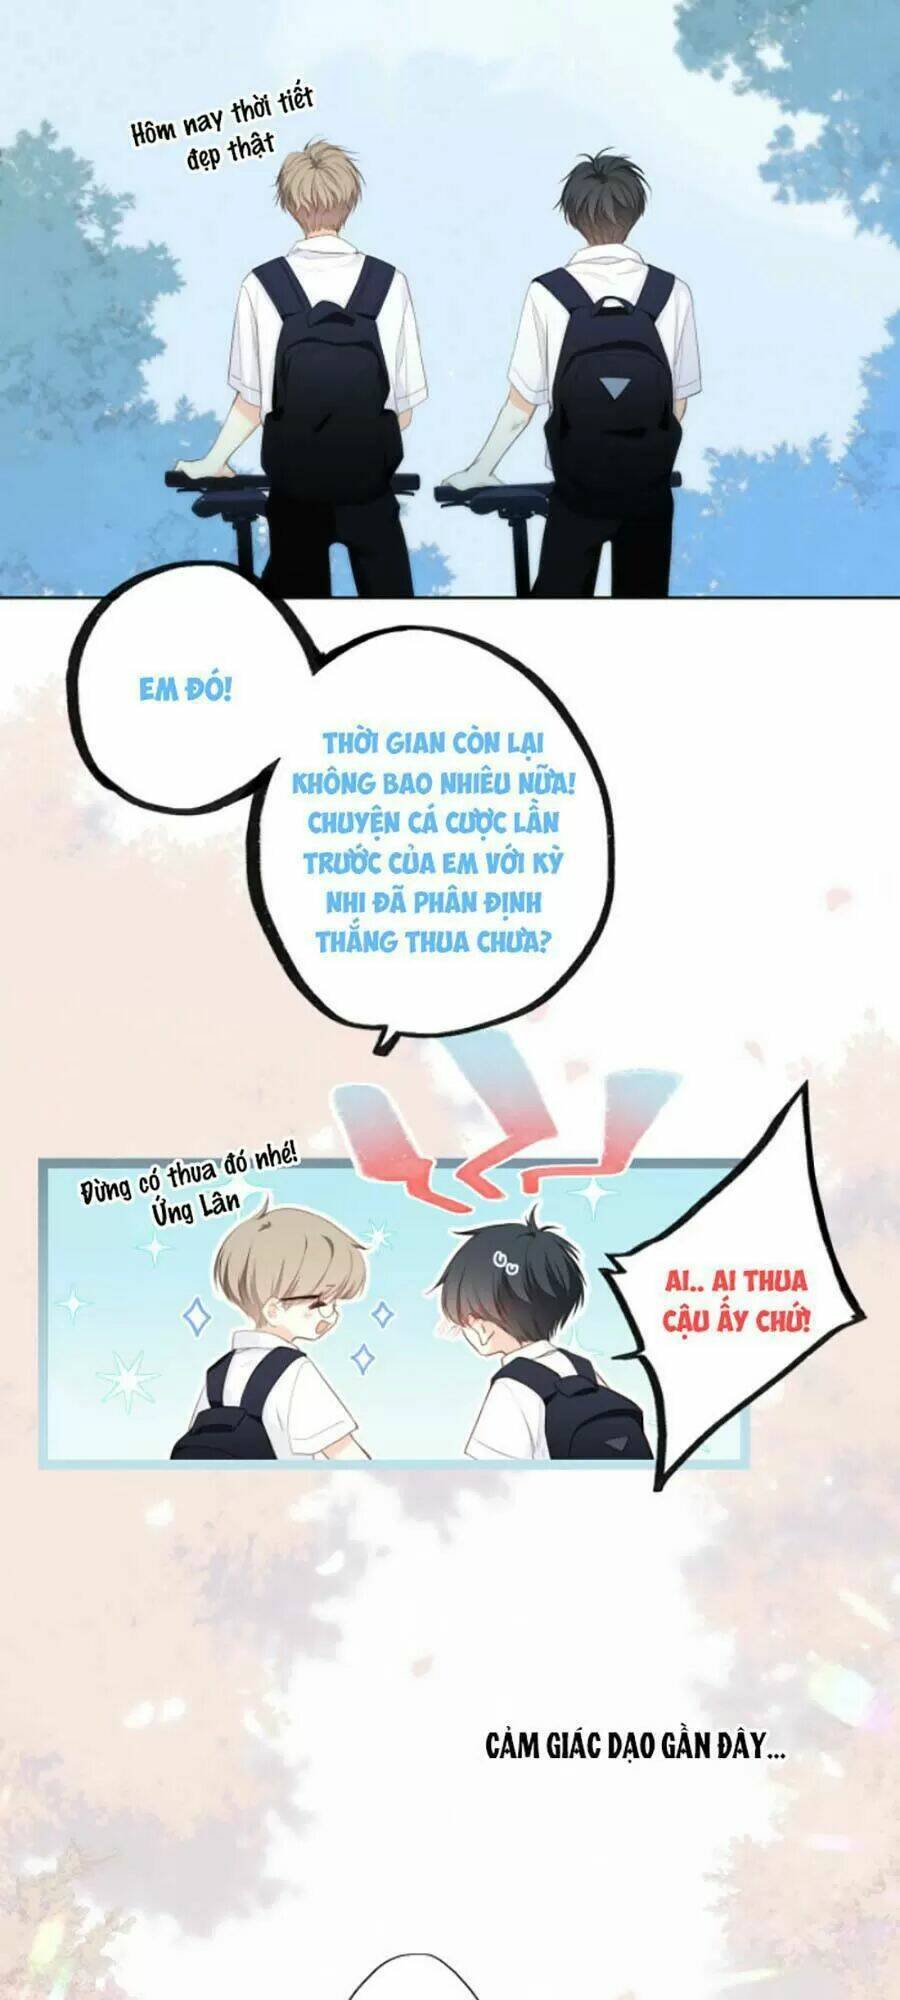 Hôm nay thời tiết
đẹp thật
EM ĐÓ!
THỜI GIAN CÒN LẠI
KHÔNG BAO NHIÊU NỮA!
CHUYỆN CÁ CƯỢC LẦN
TRƯỚC CỦA EM VỚI KỲ
NHI ĐÃ PHÂN ĐỊNH
THẮNG THUA CHƯA?
Đừng có thua đó nhé!
Ứng Lân
AI.. AI THUA
CẬU ẤY CHỨ!
CẢM GIÁC DẠO GẦN ĐÂY...